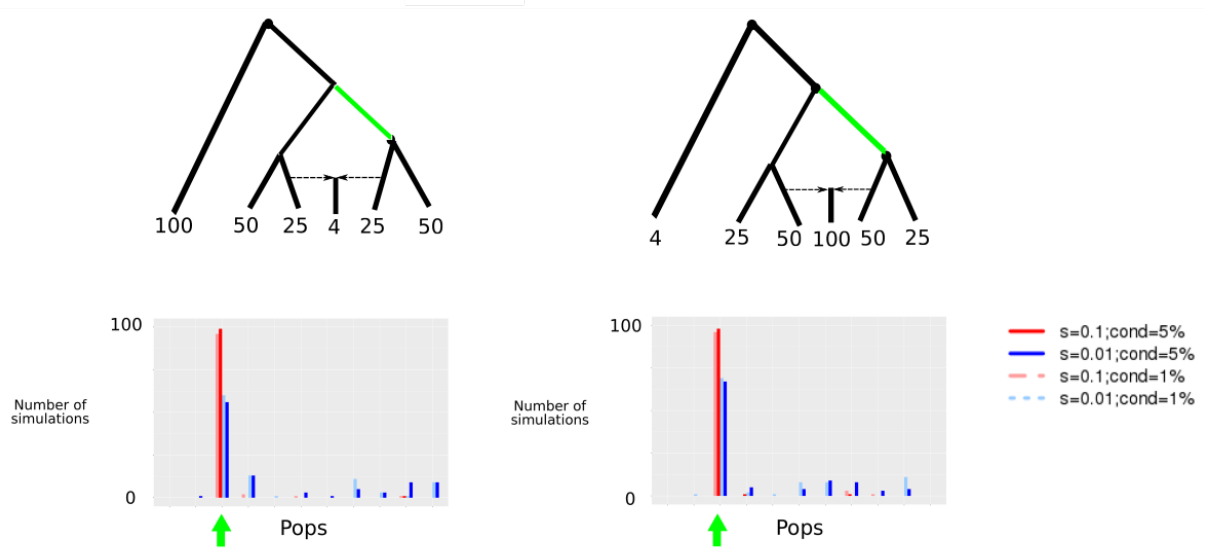 100 50 25 4 25 50
4 25 50 100 50 25
100
Number of
simulations
0
Pops
100
Number of
simulations
0
Pops
s=0.1;cond=5%
s=0.01;cond=5%
s=0.1;cond=1%
s=0.01;cond=1%